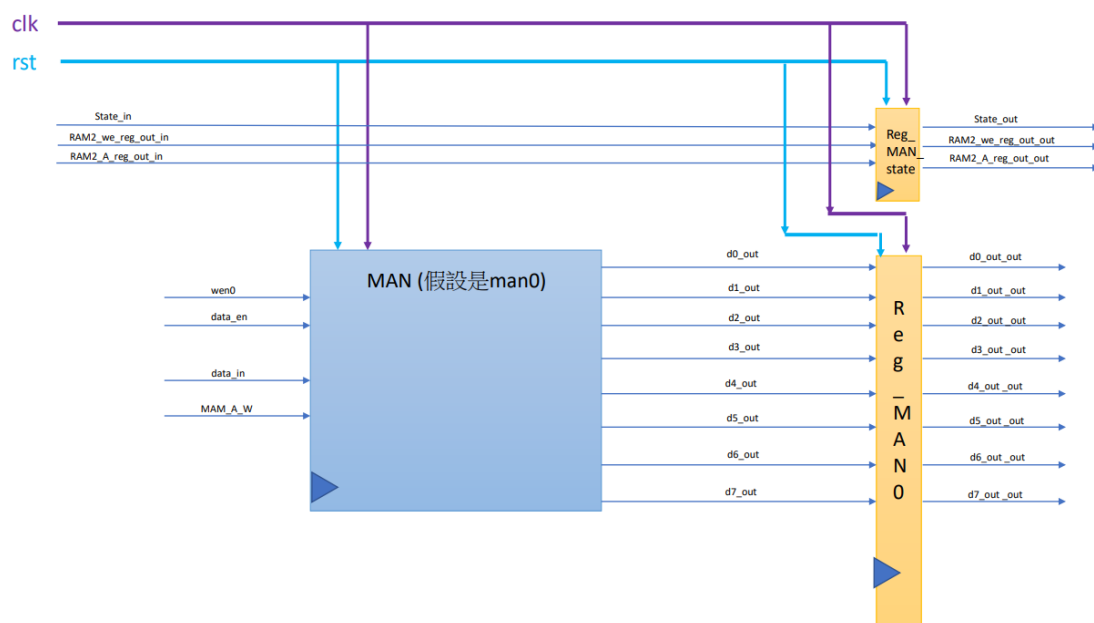 clk
rst
State_in
RAM2_we_reg_out_in
RAM2_A_reg_out_in
Reg_
MAN_
state
State_out
RAM2_we_reg_out_out
RAM2_A_reg_out_out
MAN (假設是man0)
wen0
data_en
data_in
MAM_A_W
d0_out
d1_out
d2_out
d3_out
d4_out
d5_out
d6_out
d7_out
R
e
g
_
M
A
N
0
d0_out_out
d1_out _out
d2_out _out
d3_out _out
d4_out _out
d5_out _out
d6_out _out
d7_out _out